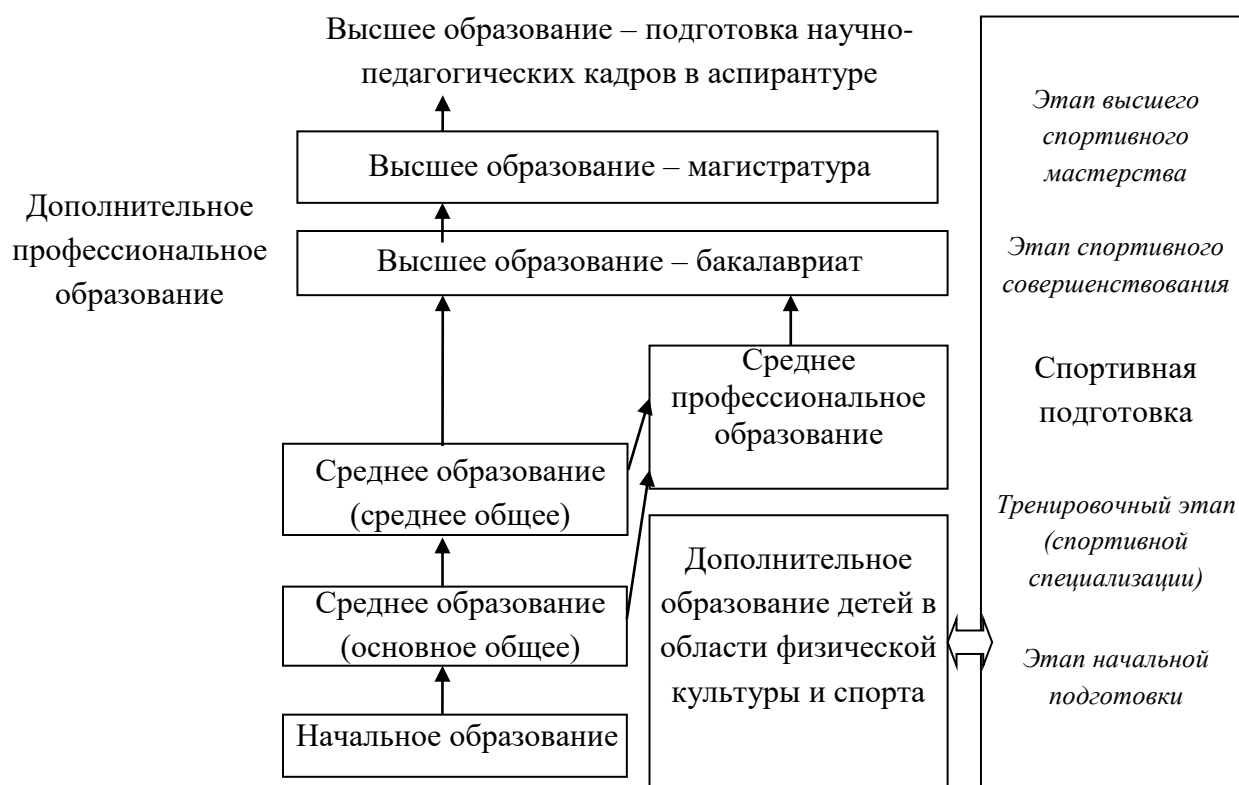 Высшее образование – подготовка научно-
педагогических кадров в аспирантуре
Высшее образование – магистратура
Дополнительное
профессиональное
образование
Высшее образование – бакалавриат
Среднее
профессиональное
образование
Среднее образование
(среднее общее)
Среднее образование
(основное общее)
Начальное образование
Дополнительное
образование детей в
области физической
культуры и спорта
Этап высшего
спортивного
мастерства
Этап спортивного
совершенствования
Спортивная
подготовка
Тренировочный этап
(спортивной
специализации)
Этап начальной
подготовки